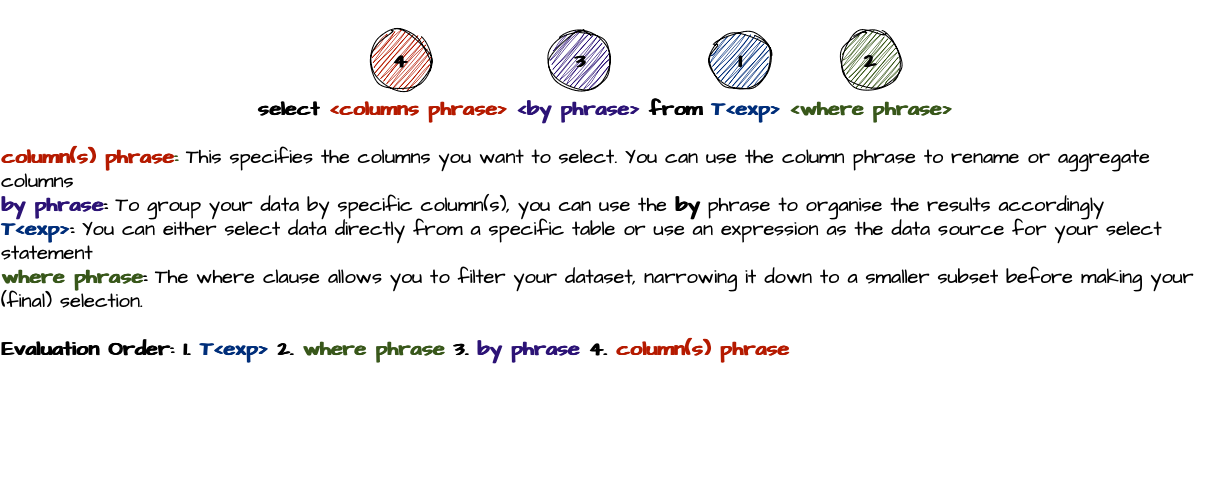 4 3 1 2
select <columns phrase> <by phrase> from T<exp> <where phrase>
column(s) phrase: This specifies the columns you want to select. You can use the column phrase to rename or aggregate
columns
by phrase: To group your data by specific column(s), you can use the by phrase to organise the results accordingly
T<exp>: You can either select data directly from a specific table or use an expression as the data source for your select
statement
where phrase: The where clause allows you to filter your dataset, narrowing it down to a smaller subset before making your
(final) selection.
Evaluation Order: 1. T<exp> 2. where phrase 3. by phrase 4. column(s) phrase